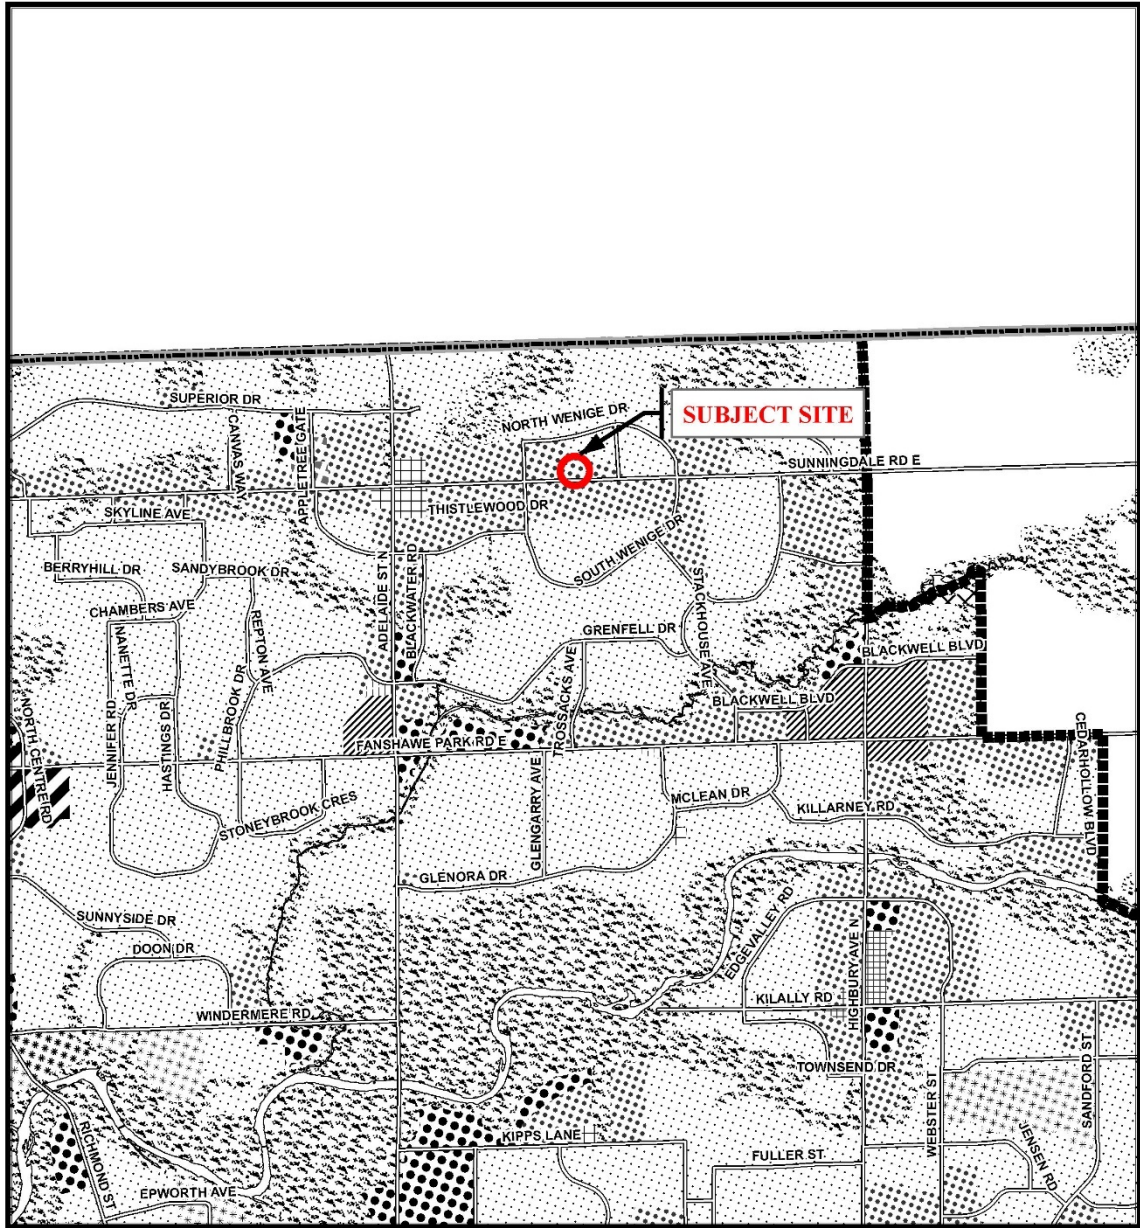 SUPERIOR DR
NORTH WENIGE DR
SUBJECT SITE
CANVAS WAY
APPLETREE GATE
SUNNINGDALE RD E
SKYLINE AVE
THISTLEWOOD DR
BERRYHILL DR
SANDYBROOK DR
ADELAIDE ST N
BLACKWATER RD
SOUTH WENIGE DR
STACKHOUSE AVE
CHAMBERS AVE
NANETTE DR
REPTON AVE
GRENFELL DR
BLACKWELL BLVD
PHILLBROOK DR
TROSSACKS AVE
BLACKWELL BLVD
NORTH CENTRE RD
JENNIFER RD
HASTINGS DR
FANSHAWE PARK RD E
CEDARHOLLOW BLVD
STONEYBROOK CRES
GLENGARRY AVE
MCLEAN DR
KILLARNEY RD
GLENORA DR
SUNNYSIDE DR
EDGEVALLEY RD
DOON DR
HIGHBURY AVE N
KILALLY RD
WINDERMERE RD
TOWNSEND DR
SANDFORD ST
WEBSTER ST
RICHMOND ST
KIPPS LANE
JENSEN RD
FULLER ST
EPWORTH AVE